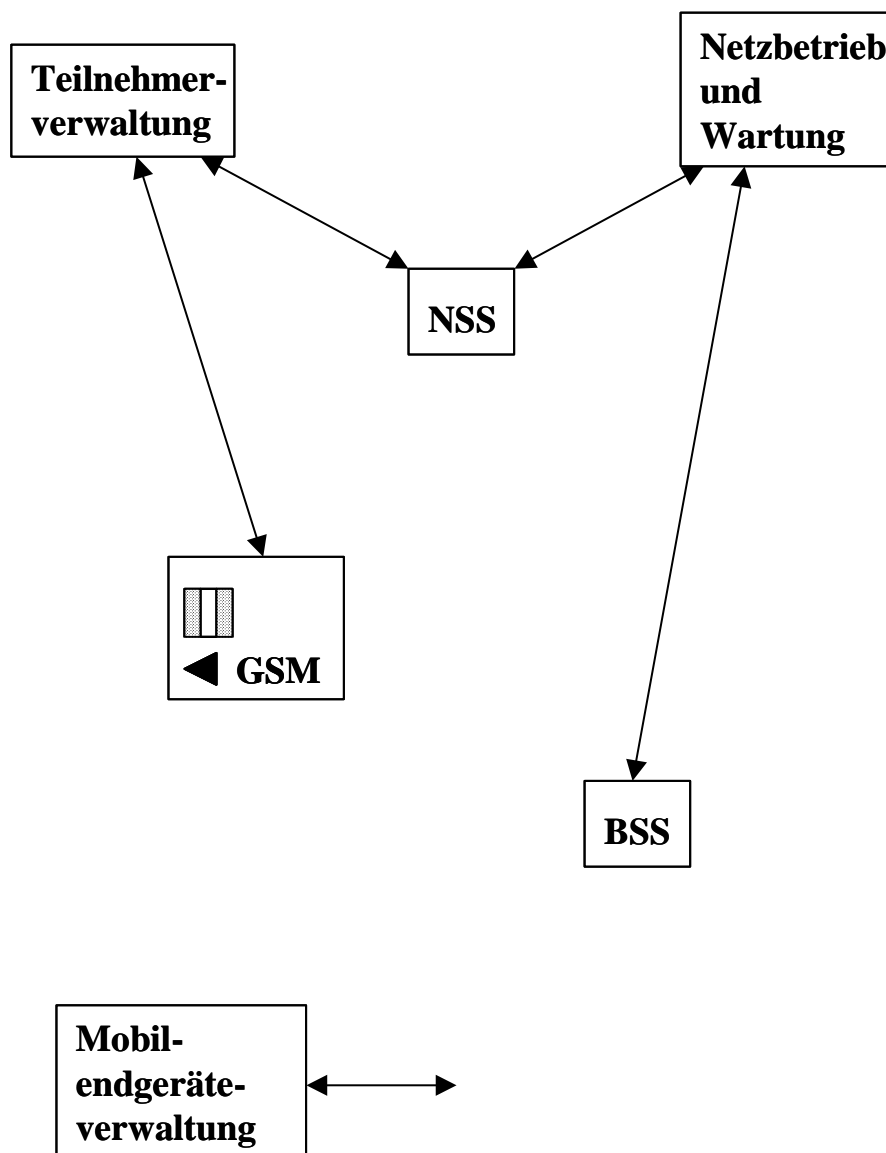 Teilnehmer-
verwaltung
Netzbetrieb
und
Wartung
NSS
GSM
BSS
Mobil-
endgeräte-
verwaltung